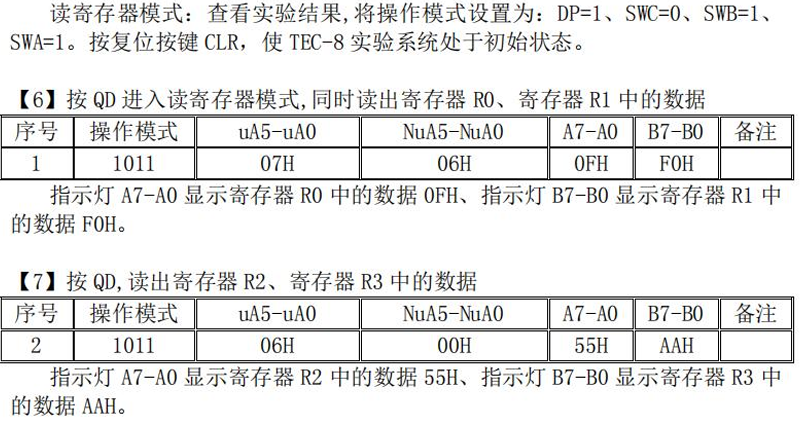 读寄存器模式：查看实验结果,将操作模式设置为：DP=1、SWC=0、SWB=1、
SWA=1。按复位按键 CLR，使 TEC-8 实验系统处于初始状态。
【6】按 QD 进入读寄存器模式,同时读出寄存器 R0、寄存器 R1 中的数据
序号 操作模式 uA5-uA0 NuA5-NuA0 A7-A0 B7-B0 备注
1 1011 07H 06H 0FH F0H
指示灯 A7-A0 显示寄存器 R0 中的数据 0FH、指示灯 B7-B0 显示寄存器 R1 中
的数据 F0H。
【7】按 QD,读出寄存器 R2、寄存器 R3 中的数据
序号 操作模式 uA5-uA0 NuA5-NuA0 A7-A0 B7-B0 备注
2 1011 06H 00H 55H AAH
指示灯 A7-A0 显示寄存器 R2 中的数据 55H、指示灯 B7-B0 显示寄存器 R3 中
的数据 AAH。